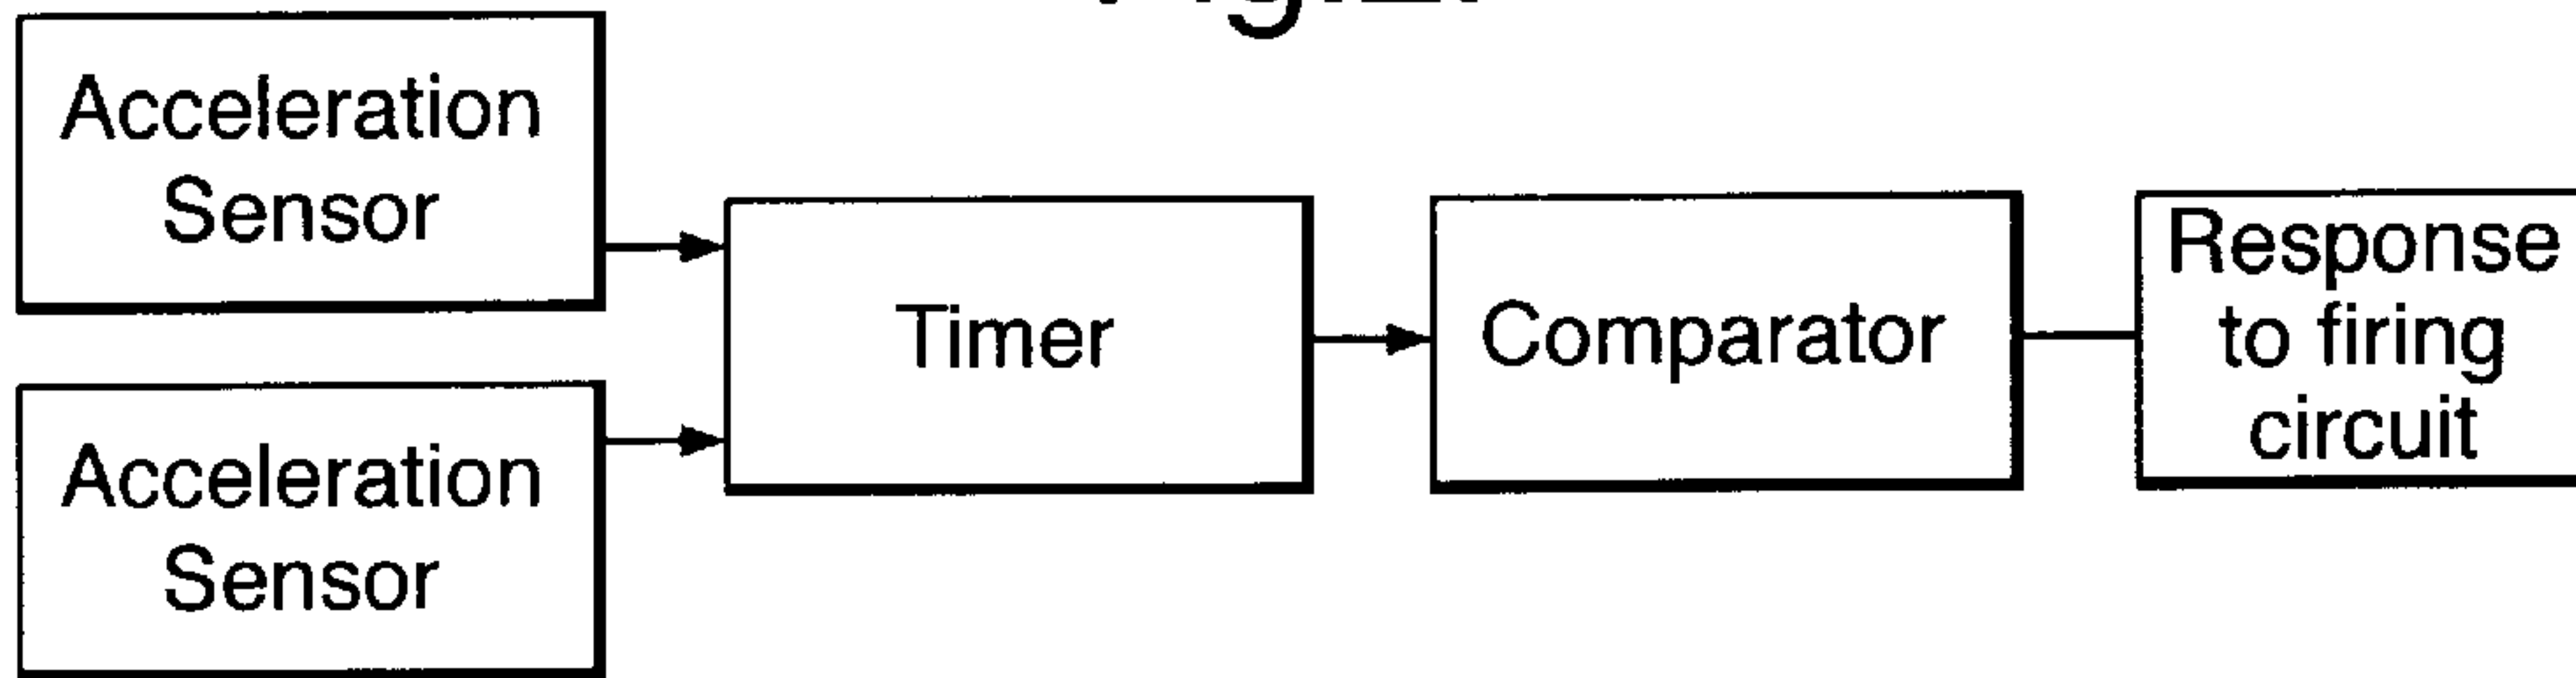 Acceleration
Sensor
Acceleration
Sensor
Timer
Comparator
Response
to firing
circuit